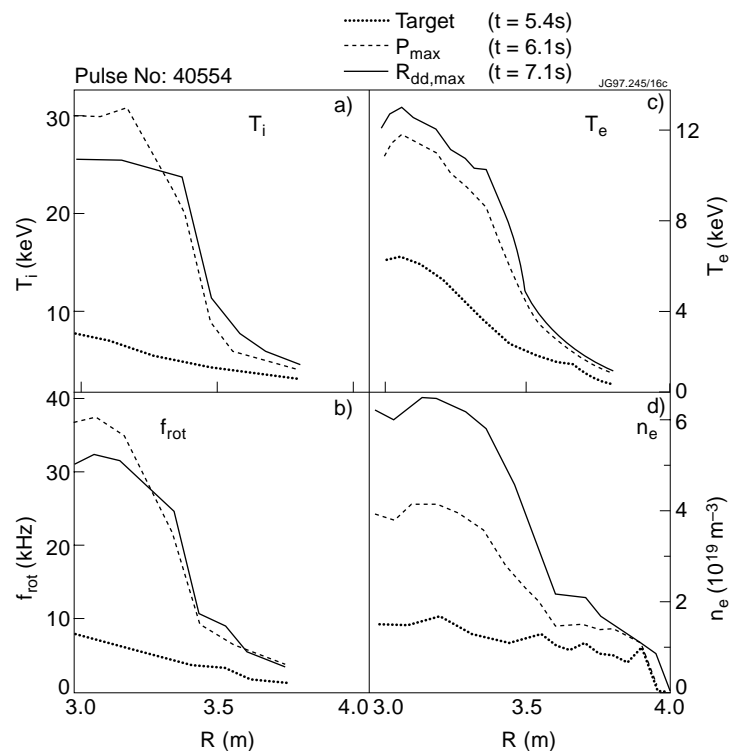 Target (t = 5.4s)
P_max (t = 6.1s)
R_dd,max (t = 7.1s)
Pulse No: 40554
JG97.245/16c
a)
T_i
30
20
10
0
T_i (keV)
c)
T_e
12
8
4
0
T_e (keV)
b)
f_rot
40
30
20
10
0
f_rot (kHz)
d)
n_e
6
4
2
0
n_e (10^19 m^–3)
3.0 3.5 4.0 3.0 3.5 4.0
R (m) R (m)